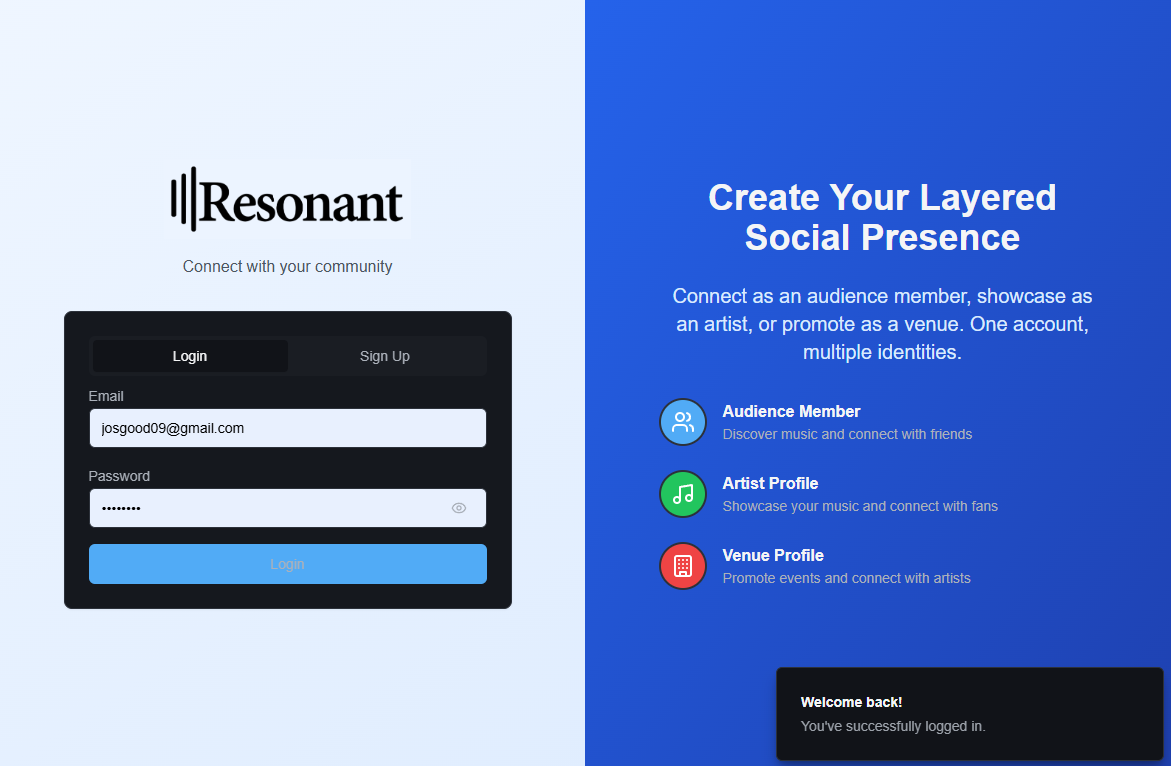 Resonant
Connect with your community
Login
Sign Up
Email
josgood09@gmail.com
Password
••••••••
Login
Create Your Layered
Social Presence
Connect as an audience member, showcase as
an artist, or promote as a venue. One account,
multiple identities.
Audience Member
Discover music and connect with friends
Artist Profile
Showcase your music and connect with fans
Venue Profile
Promote events and connect with artists
Welcome back!
You've successfully logged in.